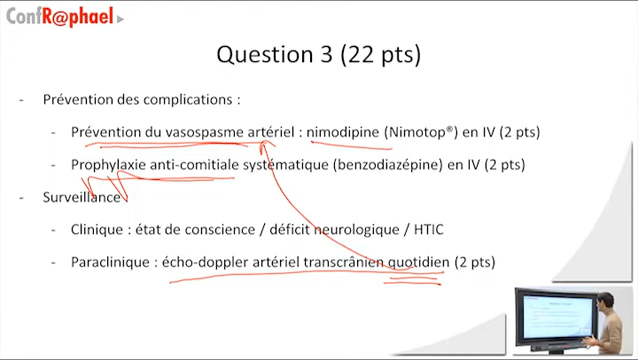 ConfR@phael
Question 3 (22 pts)
- Prévention des complications :
- Prévention du vasospasme artériel : nimodipine (Nimotop®) en IV (2 pts)
- Prophylaxie anti-comitiale systématique (benzodiazépine) en IV (2 pts)
- Surveillance
- Clinique : état de conscience / déficit neurologique / HTIC
- Paraclinique : écho-doppler artériel transcrânien quotidien (2 pts)